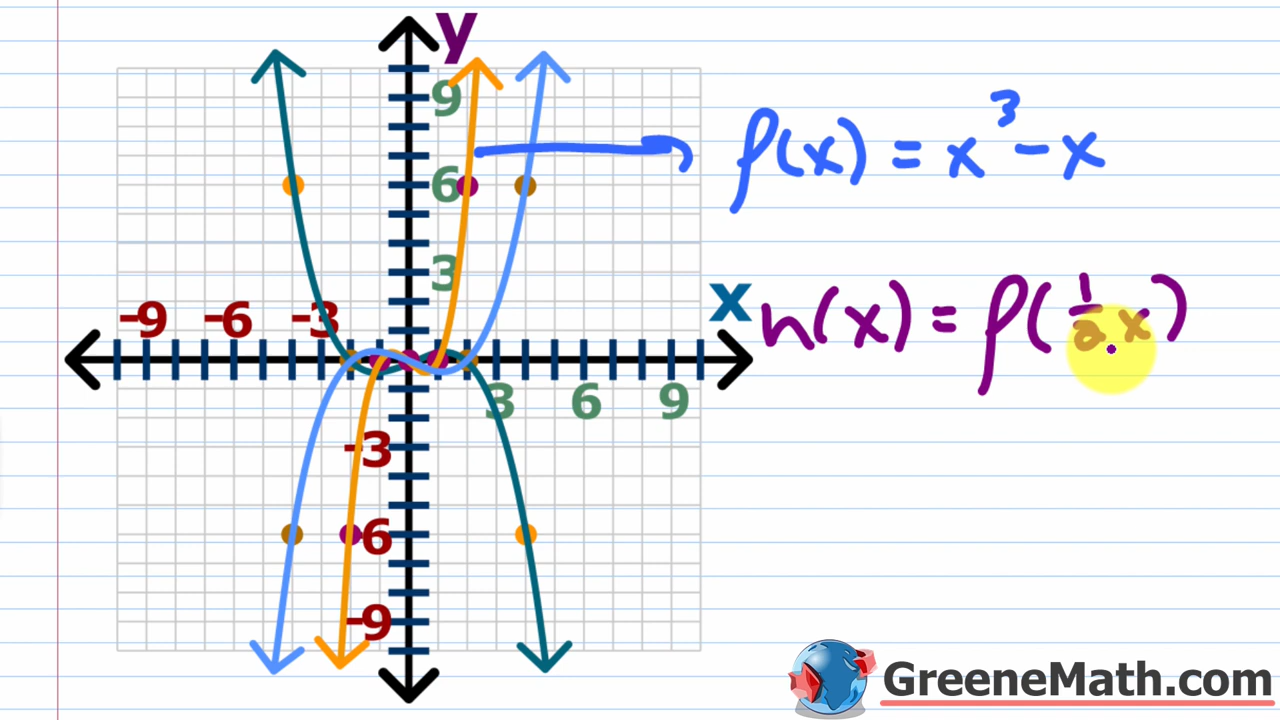 y
9
6
3
-9 -6 -3
x
3 6 9
-3
-6
-9
f(x) = x³ - x
h(x) = f(½x)
GreeneMath.com